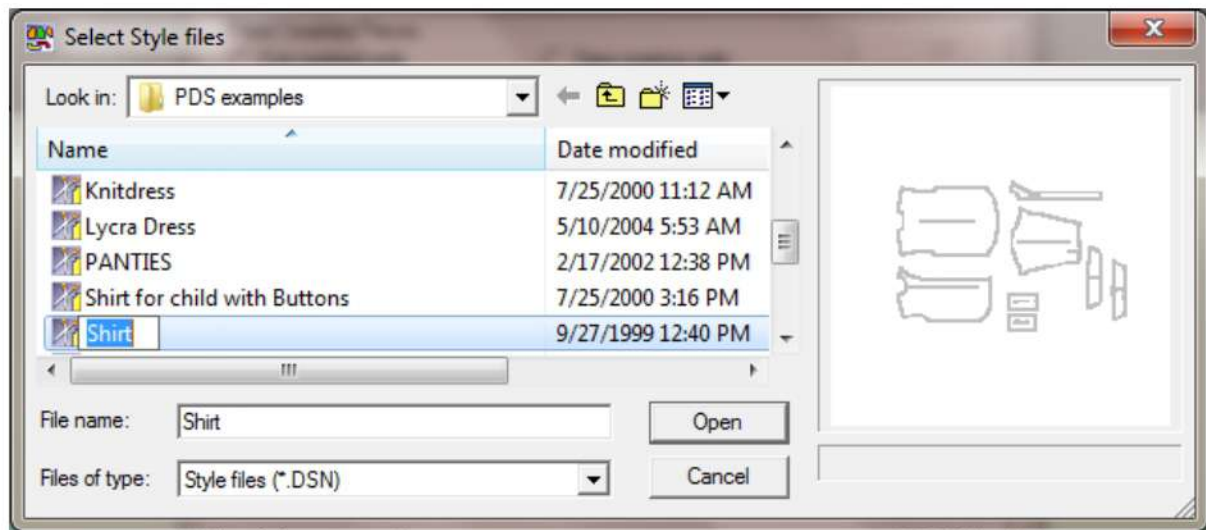 Select Style files
Look in: PDS examples
Name Date modified
Knitdress 7/25/2000 11:12 AM
Lycra Dress 5/10/2004 5:53 AM
PANTIES 2/17/2002 12:38 PM
Shirt for child with Buttons 7/25/2000 3:16 PM
Shirt 9/27/1999 12:40 PM
File name: Shirt Open
Files of type: Style files (*.DSN) Cancel